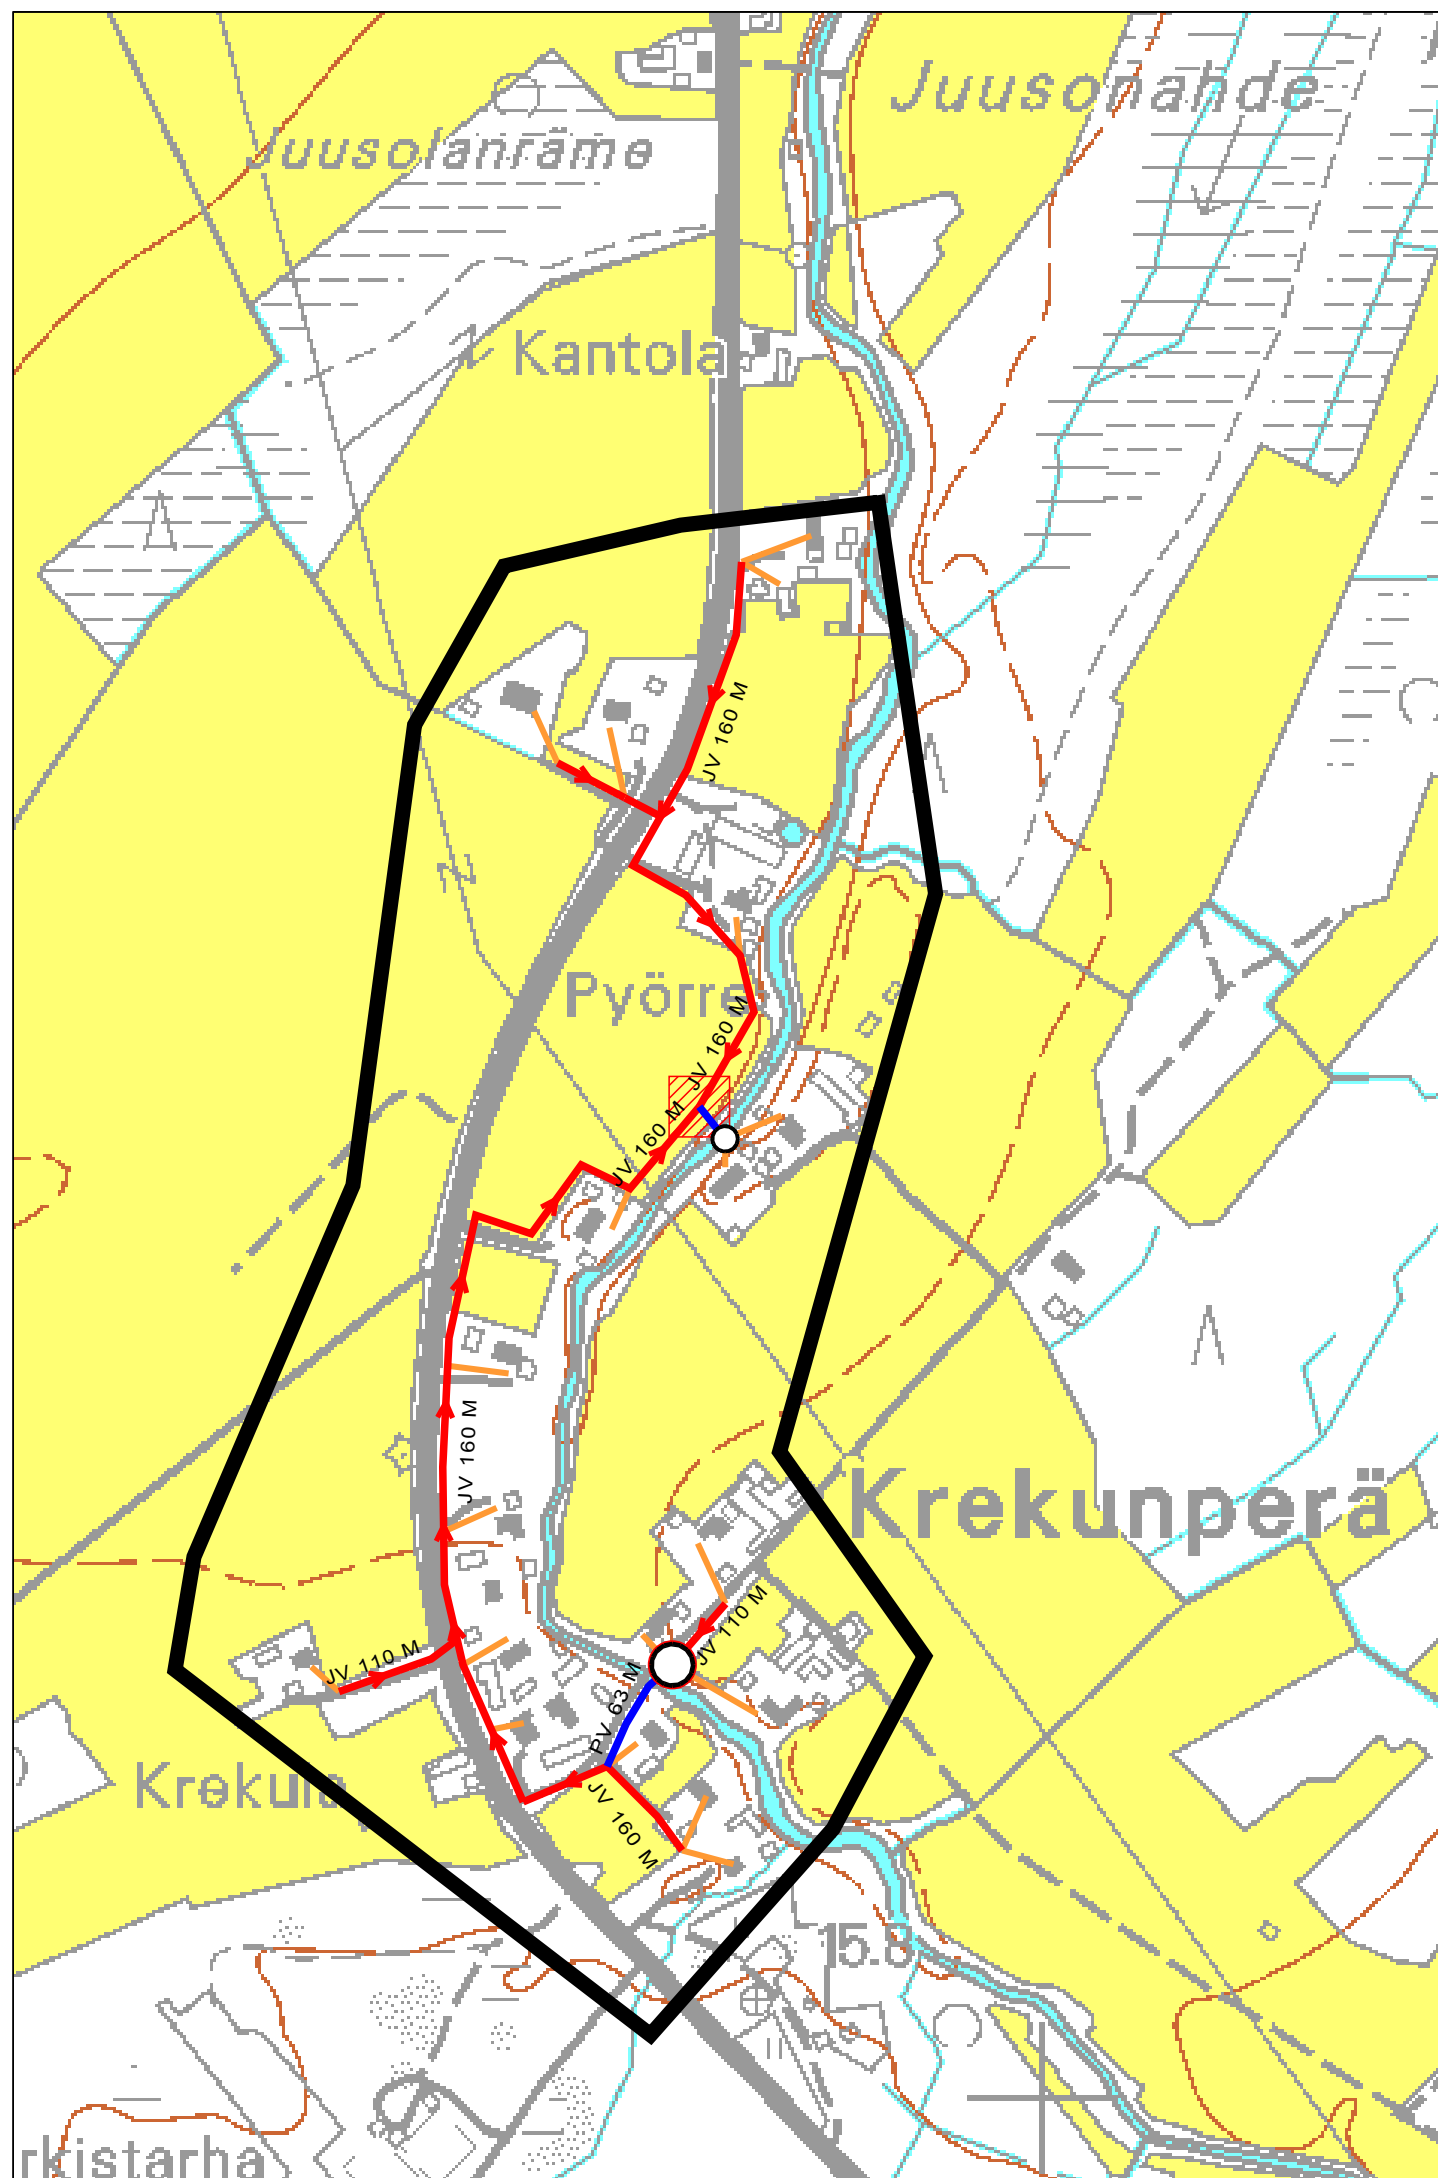 Juusonahde
Juusolanräme
Kantola
JV 160 M
Pyörre
JV 160 M
JV 160 M
JV 160 M
Krekunperä
JV 110 M
JV 110 M
PV 63 M
Krekula
JV 160 M
15.8
rkistarha